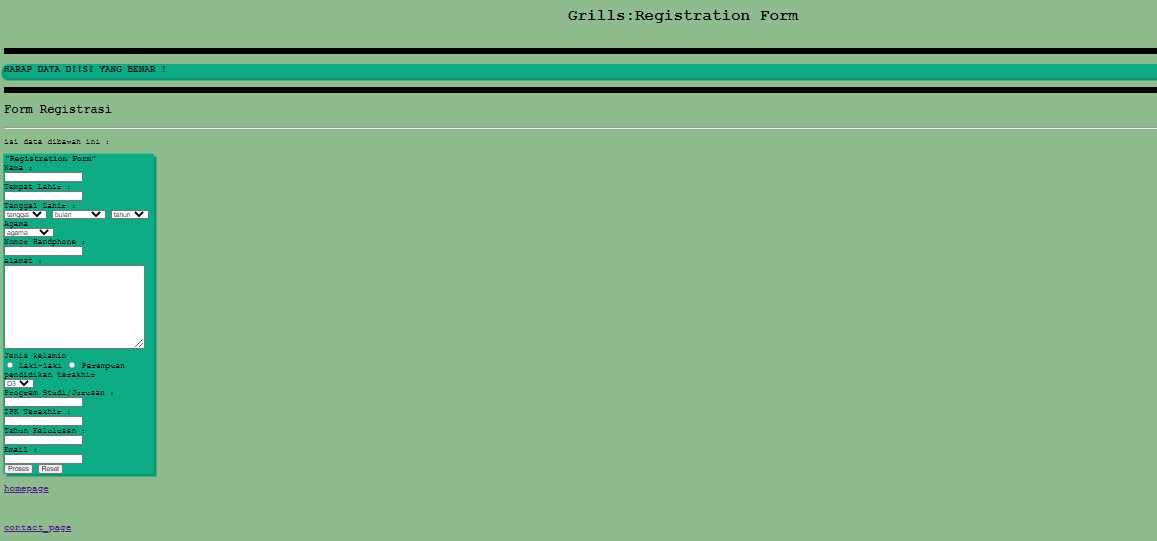 Grills:Registration Form
HARAP DATA DIISI YANG BENAR !
Form Registrasi
isi data dibawah ini :
"Registration Form"
Nama :
Tempat Lahir :
Tanggal Lahir :
tanggal bulan tahun
Agama
agama
Nomor Handphone :
alamat :
Jenis kelamin
Laki-laki Perempuan
pendidikan terakhir
D3
Program Studi/Jurusan :
IPK Terakhir :
Tahun Kelulusan :
Email :
Proses Reset
homepage
contact_page